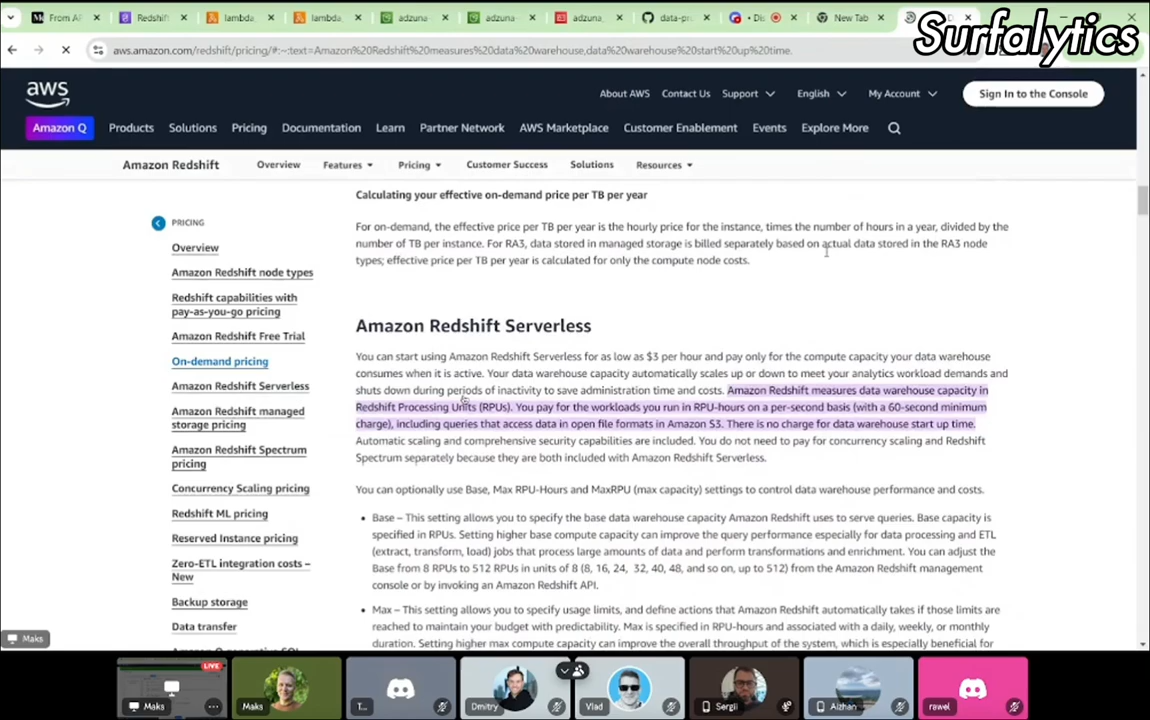 From A
Redshift
lambda
lambda
adzuna
adzuna
adzuna_
data-pro
New Tab
Surfalytics
aws.amazon.com/redshift/pricing/#:~:text=Amazon%20Redshift%20measures%20data%20warehouse,data%20warehouse%20start%20up%20time.
aws
About AWS Contact Us Support English My Account Sign In to the Console
Amazon Q Products Solutions Pricing Documentation Learn Partner Network AWS Marketplace Customer Enablement Events Explore More
Amazon Redshift Overview Features Pricing Customer Success Solutions Resources
PRICING
Overview
Amazon Redshift node types
Redshift capabilities with
pay-as-you-go pricing
Amazon Redshift Free Trial
On-demand pricing
Amazon Redshift Serverless
Amazon Redshift managed
storage pricing
Amazon Redshift Spectrum
pricing
Concurrency Scaling pricing
Redshift ML pricing
Reserved Instance pricing
Zero-ETL integration costs –
New
Backup storage
Data transfer
Calculating your effective on-demand price per TB per year
For on-demand, the effective price per TB per year is the hourly price for the instance, times the number of hours in a year, divided by the
number of TB per instance. For RA3, data stored in managed storage is billed separately based on actual data stored in the RA3 node
types; effective price per TB per year is calculated for only the compute node costs.
Amazon Redshift Serverless
You can start using Amazon Redshift Serverless for as low as $3 per hour and pay only for the compute capacity your data warehouse
consumes when it is active. Your data warehouse capacity automatically scales up or down to meet your analytics workload demands and
shuts down during periods of inactivity to save administration time and costs. Amazon Redshift measures data warehouse capacity in
Redshift Processing Units (RPUs). You pay for the workloads you run in RPU-hours on a per-second basis (with a 60-second minimum
charge), including queries that access data in open file formats in Amazon S3. There is no charge for data warehouse start up time.
Automatic scaling and comprehensive security capabilities are included. You do not need to pay for concurrency scaling and Redshift
Spectrum separately because they are both included with Amazon Redshift Serverless.
You can optionally use Base, Max RPU-Hours and MaxRPU (max capacity) settings to control data warehouse performance and costs.
• Base – This setting allows you to specify the base data warehouse capacity Amazon Redshift uses to serve queries. Base capacity is
specified in RPUs. Setting higher base compute capacity can improve the query performance especially for data processing and ETL
(extract, transform, load) jobs that process large amounts of data and perform transformations and enrichment. You can adjust the
Base from 8 RPUs to 512 RPUs in units of 8 (8, 16, 24, 32, 40, 48, and so on, up to 512) from the Amazon Redshift management
console or by invoking an Amazon Redshift API.
• Max – This setting allows you to specify usage limits, and define actions that Amazon Redshift automatically takes if those limits are
reached to maintain your budget with predictability. Max is specified in RPU-hours and associated with a daily, weekly, or monthly
duration. Setting higher max compute capacity can improve the overall throughput of the system, which is especially beneficial for
Maks
LIVE
Maks
Maks
T...
Dmitry
Vlad
Sergii
Aizhan
rawel